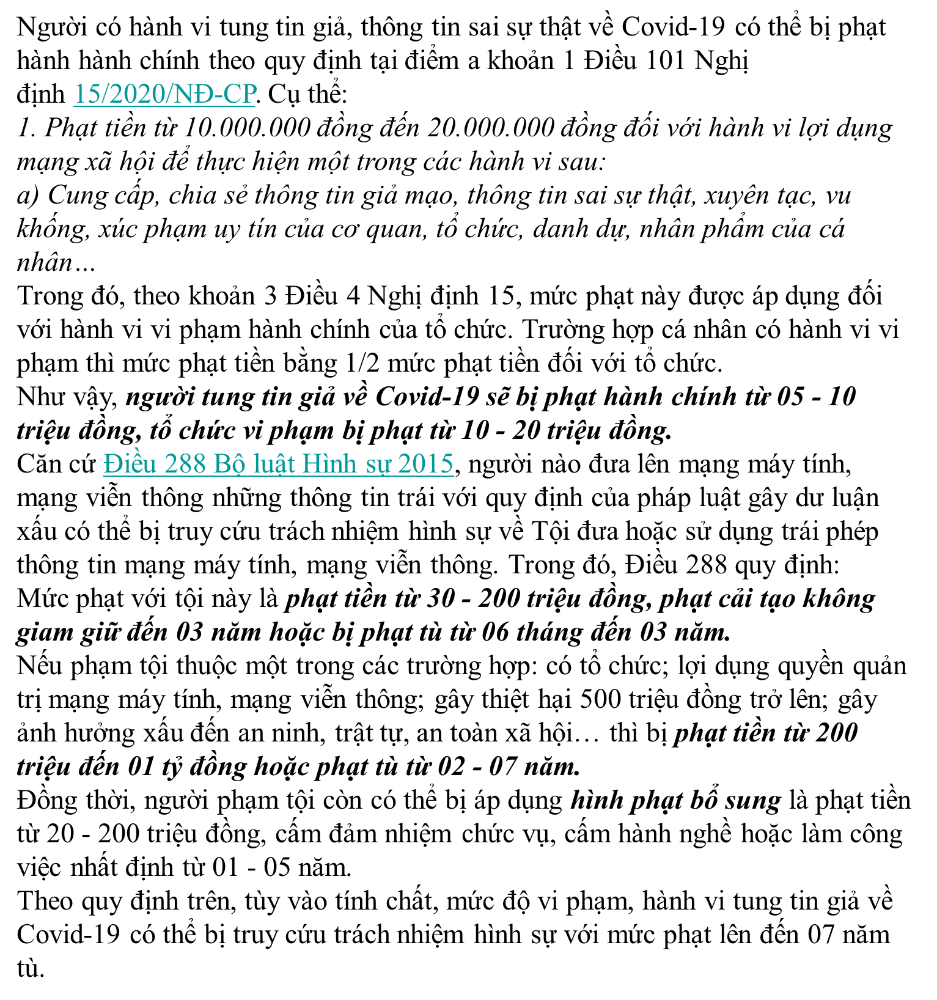 Người có hành vi tung tin giả, thông tin sai sự thật về Covid-19 có thể bị phạt
hành hành chính theo quy định tại điểm a khoản 1 Điều 101 Nghị
định 15/2020/NĐ-CP. Cụ thể:
1. Phạt tiền từ 10.000.000 đồng đến 20.000.000 đồng đối với hành vi lợi dụng
mạng xã hội để thực hiện một trong các hành vi sau:
a) Cung cấp, chia sẻ thông tin giả mạo, thông tin sai sự thật, xuyên tạc, vu
khống, xúc phạm uy tín của cơ quan, tổ chức, danh dự, nhân phẩm của cá
nhân…
Trong đó, theo khoản 3 Điều 4 Nghị định 15, mức phạt này được áp dụng đối
với hành vi vi phạm hành chính của tổ chức. Trường hợp cá nhân có hành vi vi
phạm thì mức phạt tiền bằng 1/2 mức phạt tiền đối với tổ chức.
Như vậy, người tung tin giả về Covid-19 sẽ bị phạt hành chính từ 05 - 10
triệu đồng, tổ chức vi phạm bị phạt từ 10 - 20 triệu đồng.
Căn cứ Điều 288 Bộ luật Hình sự 2015, người nào đưa lên mạng máy tính,
mạng viễn thông những thông tin trái với quy định của pháp luật gây dư luận
xấu có thể bị truy cứu trách nhiệm hình sự về Tội đưa hoặc sử dụng trái phép
thông tin mạng máy tính, mạng viễn thông. Trong đó, Điều 288 quy định:
Mức phạt với tội này là phạt tiền từ 30 - 200 triệu đồng, phạt cải tạo không
giam giữ đến 03 năm hoặc bị phạt tù từ 06 tháng đến 03 năm.
Nếu phạm tội thuộc một trong các trường hợp: có tổ chức; lợi dụng quyền quản
trị mạng máy tính, mạng viễn thông; gây thiệt hại 500 triệu đồng trở lên; gây
ảnh hưởng xấu đến an ninh, trật tự, an toàn xã hội… thì bị phạt tiền từ 200
triệu đến 01 tỷ đồng hoặc phạt tù từ 02 - 07 năm.
Đồng thời, người phạm tội còn có thể bị áp dụng hình phạt bổ sung là phạt tiền
từ 20 - 200 triệu đồng, cấm đảm nhiệm chức vụ, cấm hành nghề hoặc làm công
việc nhất định từ 01 - 05 năm.
Theo quy định trên, tùy vào tính chất, mức độ vi phạm, hành vi tung tin giả về
Covid-19 có thể bị truy cứu trách nhiệm hình sự với mức phạt lên đến 07 năm
tù.